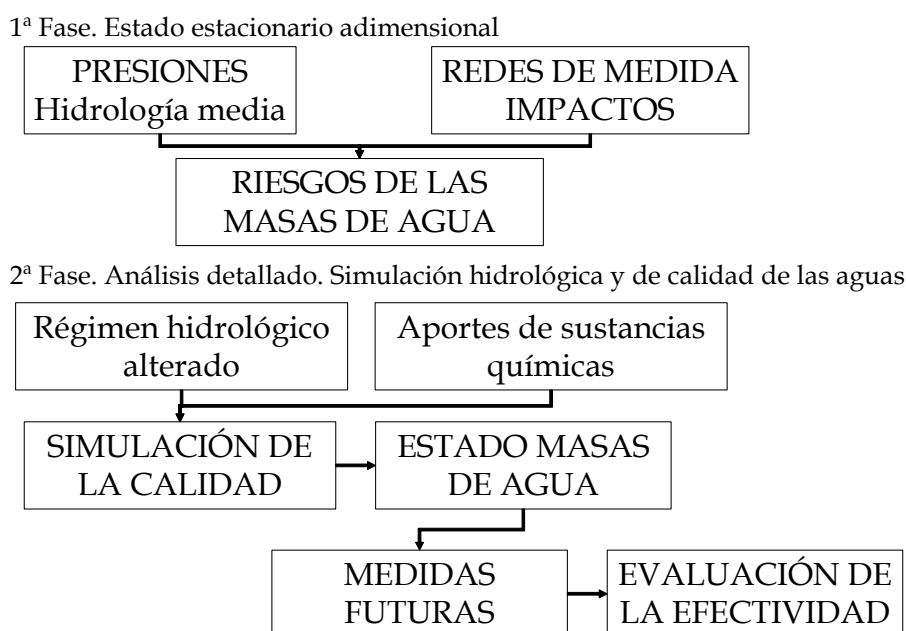 1ª Fase. Estado estacionario adimensional
PRESIONES
Hidrología media
REDES DE MEDIDA
IMPACTOS
RIESGOS DE LAS
MASAS DE AGUA
2ª Fase. Análisis detallado. Simulación hidrológica y de calidad de las aguas
Régimen hidrológico
alterado
Aportes de sustancias
químicas
SIMULACIÓN DE
LA CALIDAD
ESTADO MASAS
DE AGUA
MEDIDAS
FUTURAS
EVALUACIÓN DE
LA EFECTIVIDAD